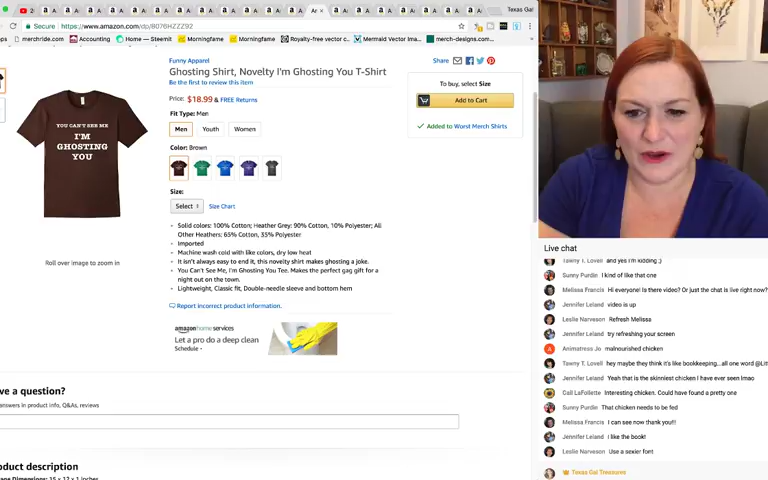 Texas Gal
Secure https://www.amazon.com/dp/B076HZZZ92
merchride.com Accounting Home — Steemit Morningfame Morningfame Royalty-free vector c... Mermaid Vector Ima... merch-designs.com...
Funny Apparel
Ghosting Shirt, Novelty I'm Ghosting You T-Shirt
Be the first to review this item
Price: $18.99 & FREE Returns
Fit Type: Men
Men Youth Women
Color: Brown
Size:
Select Size Chart
• Solid colors: 100% Cotton; Heather Grey: 90% Cotton, 10% Polyester; All
Other Heathers: 65% Cotton, 35% Polyester
• Imported
• Machine wash cold with like colors, dry low heat
• It isn't always easy to end it, this novelty shirt makes ghosting a joke.
• You Can't See Me, I'm Ghosting You Tee. Makes the perfect gag gift for a
night out on the town.
• Lightweight, Classic fit, Double-needle sleeve and bottom hem
Report incorrect product information.
amazon home services
Let a pro do a deep clean
Schedule
YOU CAN'T SEE ME
I'M
GHOSTING
YOU
Roll over image to zoom in
Share
To buy, select Size
Add to Cart
Added to Worst Merch Shirts
ve a question?
answers in product info, Q&As, reviews
oduct description
Live chat
Tawny T. Lovell and yes I'm kidding ;)
Sunny Purdie I kind of like that one
Melissa Francis Hi everyone! Is there video? Or just the chat is live right now?
Jennifer Leland video is up
Leslie Narveson Refresh Melissa
Jennifer Leland try refreshing your screen
A Animatress Jo malnourished chicken
Tawny T. Lovell hey maybe they think it's like bookkeeping...all one word @Litt
Jennifer Leland Yeah that is the skinniest chicken I have ever seen lmao
Call LaFollette Interesting chicken. Could have found a pretty one
Sunny Purdie That chicken needs to be fed
Melissa Francis I can see now thank you!!
Jennifer Leland I like the book!
Leslie Narveson Use a sexier font
Texas Gal Treasures